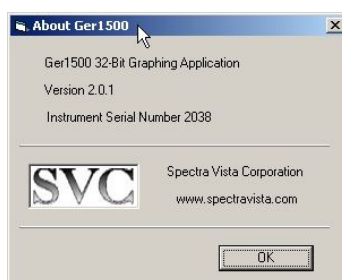 About Ger1500
Ger1500 32-Bit Graphing Application
Version 2.0.1
Instrument Serial Number 2038
SVC
Spectra Vista Corporation
www.spectravista.com
OK